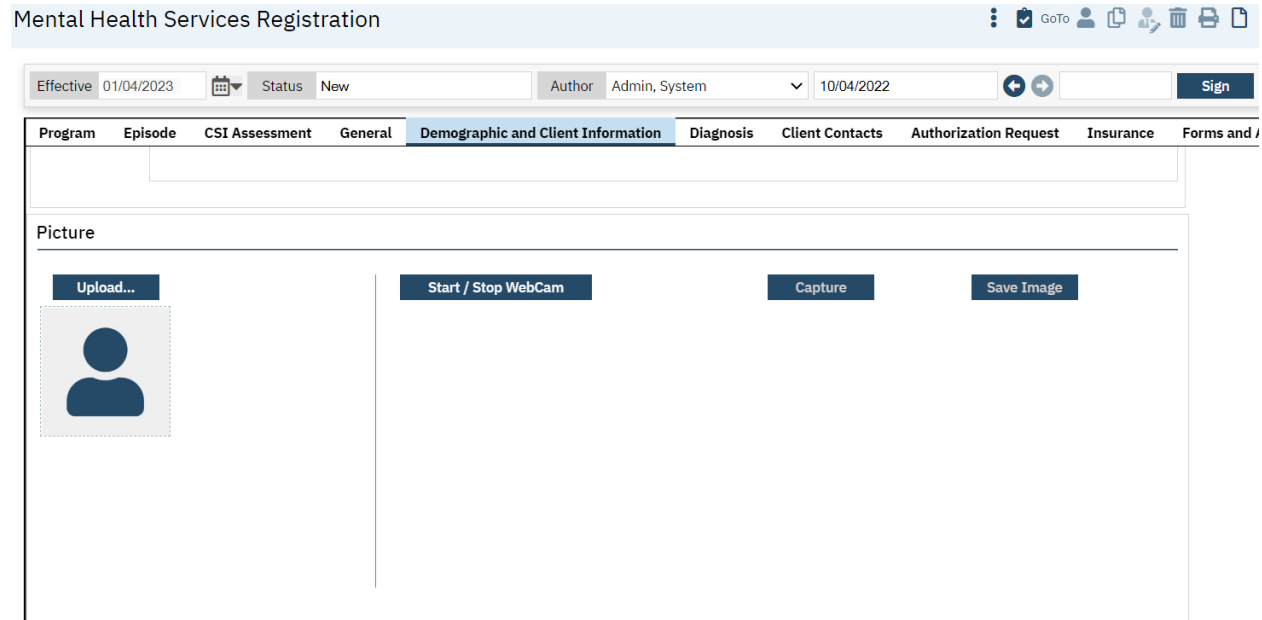 Mental Health Services Registration GoTo
Effective 01/04/2023 Status New Author Admin, System 10/04/2022 Sign
Program Episode CSI Assessment General Demographic and Client Information Diagnosis Client Contacts Authorization Request Insurance Forms and
Picture
Upload... Start / Stop WebCam Capture Save Image